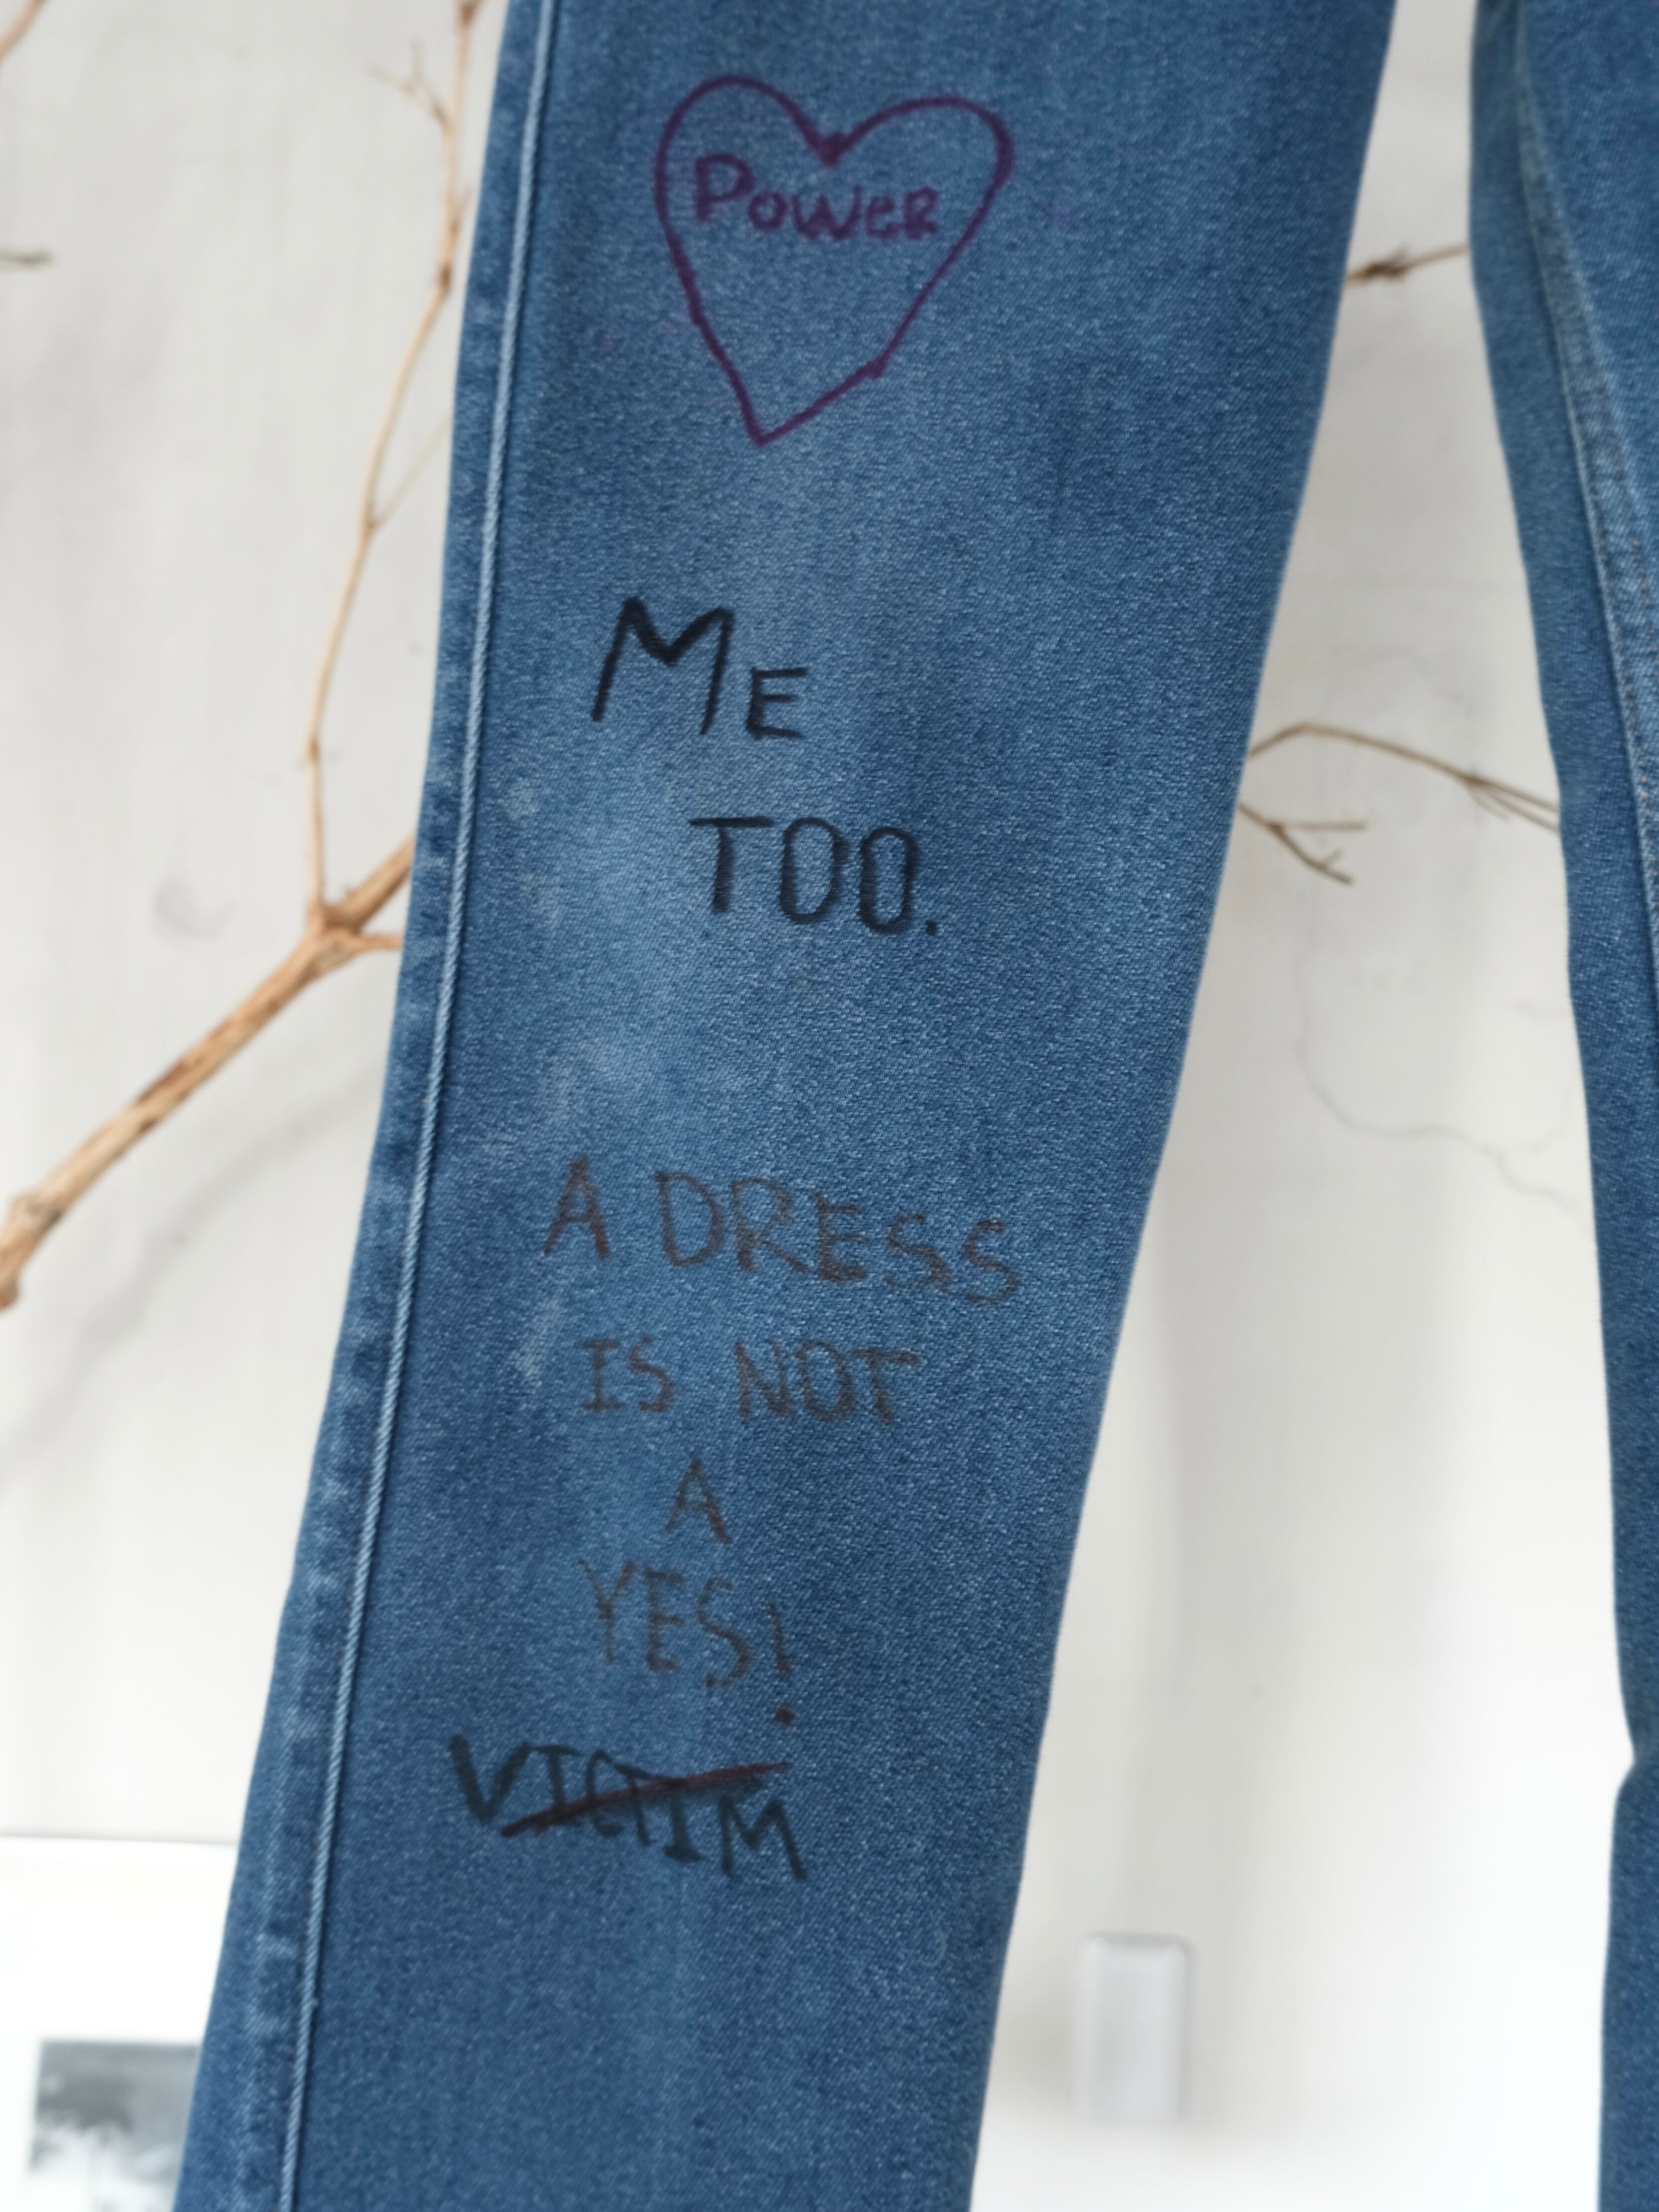 Power
ME
TOO.
A DRESS
IS NOT
A
YES!
VICTIM